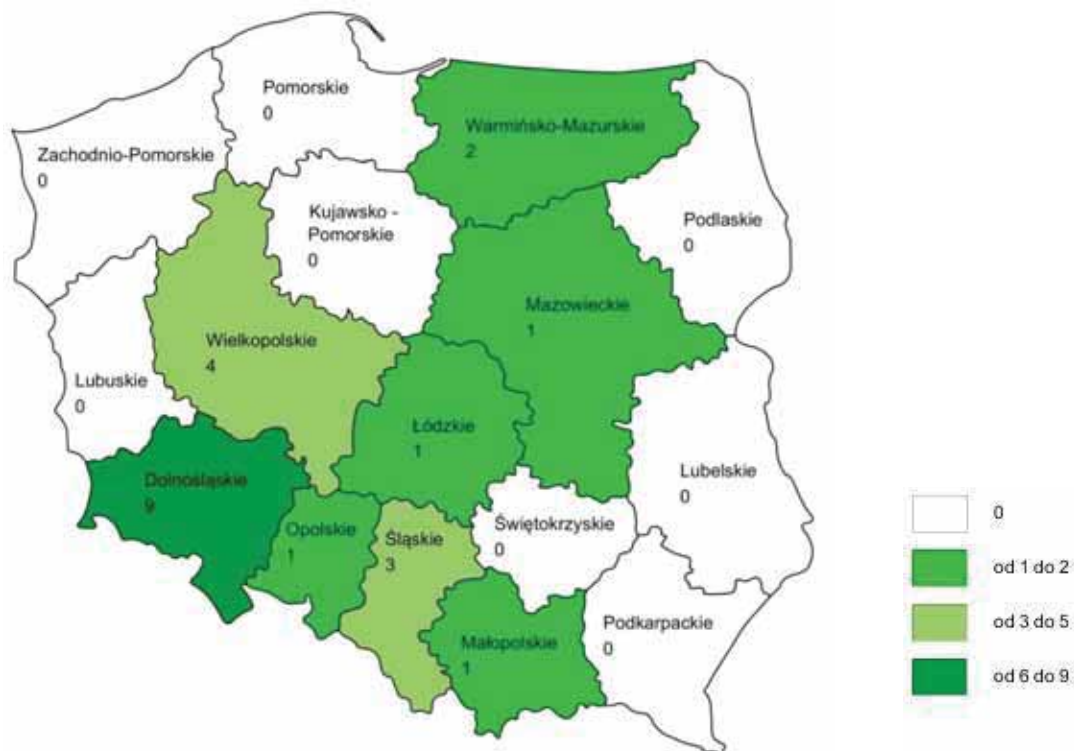 Pomorskie
0
Warmińsko-Mazurskie
2
Zachodnio-Pomorskie
0
Kujawsko -
Pomorskie
0
Podlaskie
0
Mazowieckie
1
Wielkopolskie
4
Lubuskie
0
Łódzkie
1
Dolnośląskie
9
Lubelskie
0
Opolskie
1
Śląskie
3
Świętokrzyskie
0
Małopolskie
1
Podkarpackie
0
0
od 1 do 2
od 3 do 5
od 6 do 9